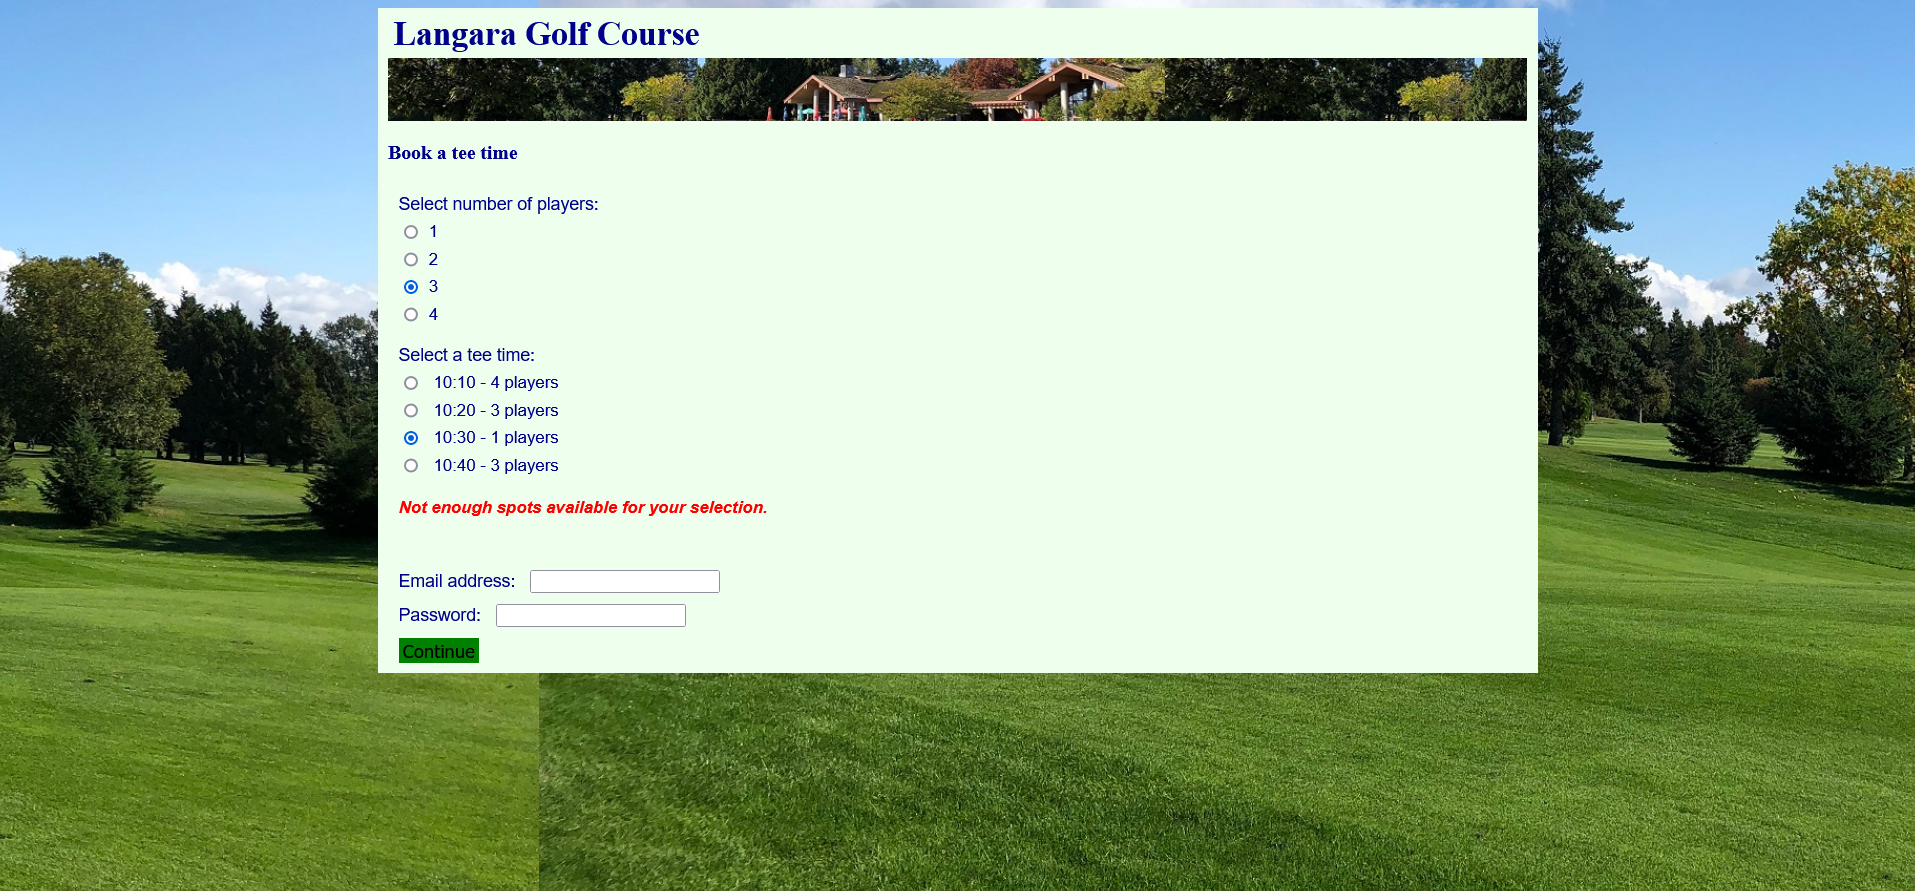 Langara Golf Course
Book a tee time
Select number of players:
1
2
3
4
Select a tee time:
10:10 - 4 players
10:20 - 3 players
10:30 - 1 players
10:40 - 3 players
Not enough spots available for your selection.
Email address:
Password:
Continue